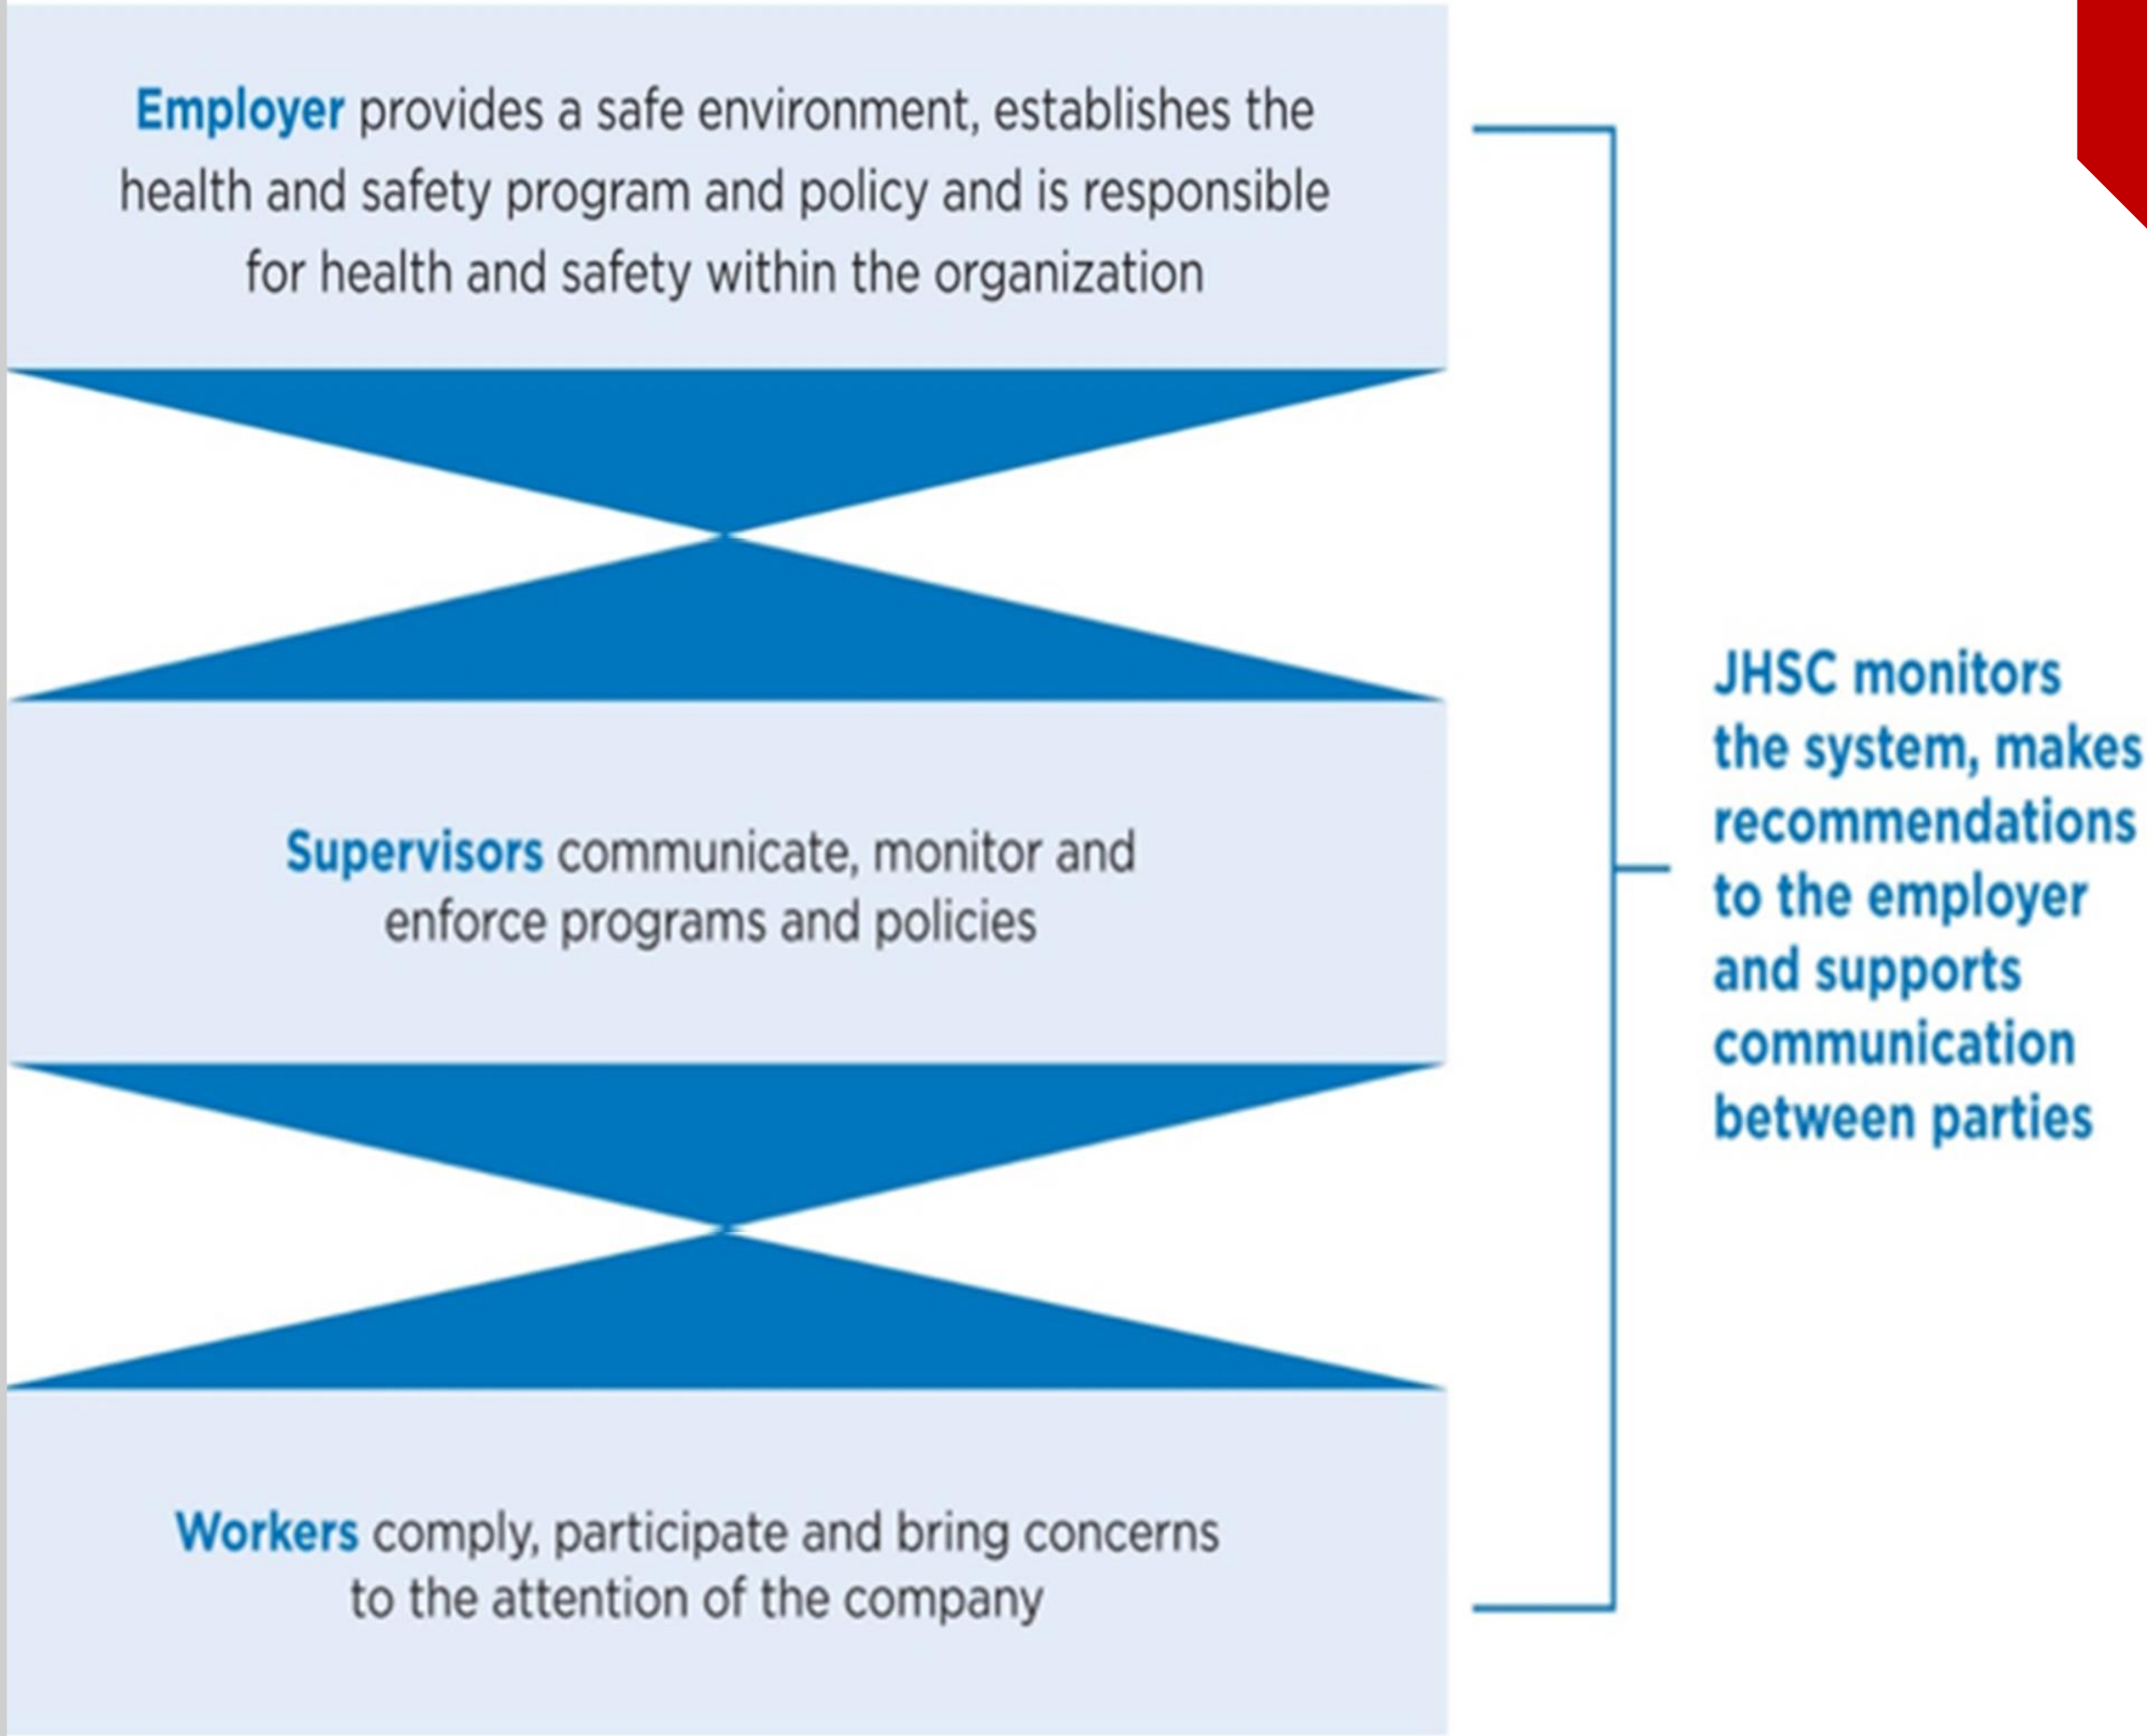 Employer provides a safe environment, establishes the
health and safety program and policy and is responsible
for health and safety within the organization
Supervisors communicate, monitor and
enforce programs and policies
Workers comply, participate and bring concerns
to the attention of the company
JHSC monitors
the system, makes
recommendations
to the employer
and supports
communication
between parties